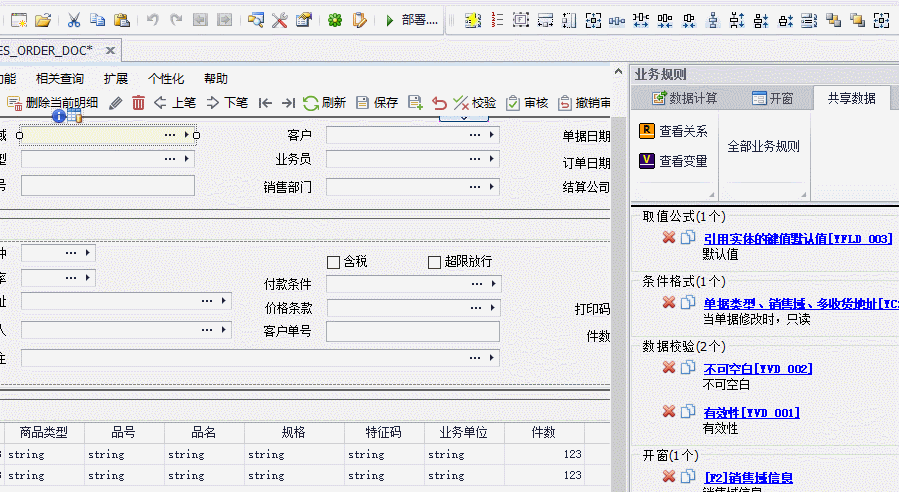 部署....
ES_ORDER_DOC*
功能 相关查询 扩展 个性化 帮助
删除当前明细 上笔 下笔 刷新 保存 校验 审核 撤销审
域 客户 单据日期
型 业务员 订单日期
号 销售部门 结算公司
种
含税 超限放行
率 付款条件
址 价格条款 打印码
人 客户单号 件数
注
商品类型 品号 品名 规格 特征码 业务单位 件数
string string string string string string 123
string string string string string string 123
业务规则
数据计算 开窗 共享数据
R 查看关系
V 查看变量
全部业务规则
取值公式(1个)
引用实体的键值默认值[YFLD_003]
默认值
条件格式(1个)
单据类型、销售域、多收货地址[YC
当单据修改时，只读
数据校验(2个)
不可空白[YVD_002]
不可空白
有效性[YVD_001]
有效性
开窗(1个)
[F2]销售域信息
销售域信息